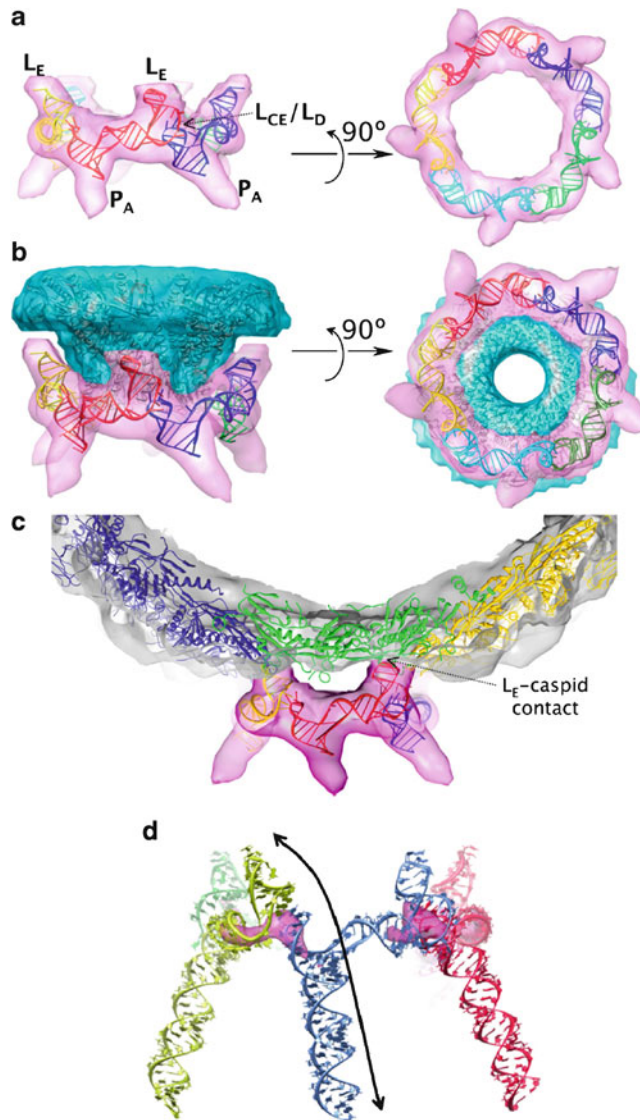 a
L_E
L_E
L_CE / L_D
90°
P_A
P_A
b
90°
c
L_E-caspid
contact
d